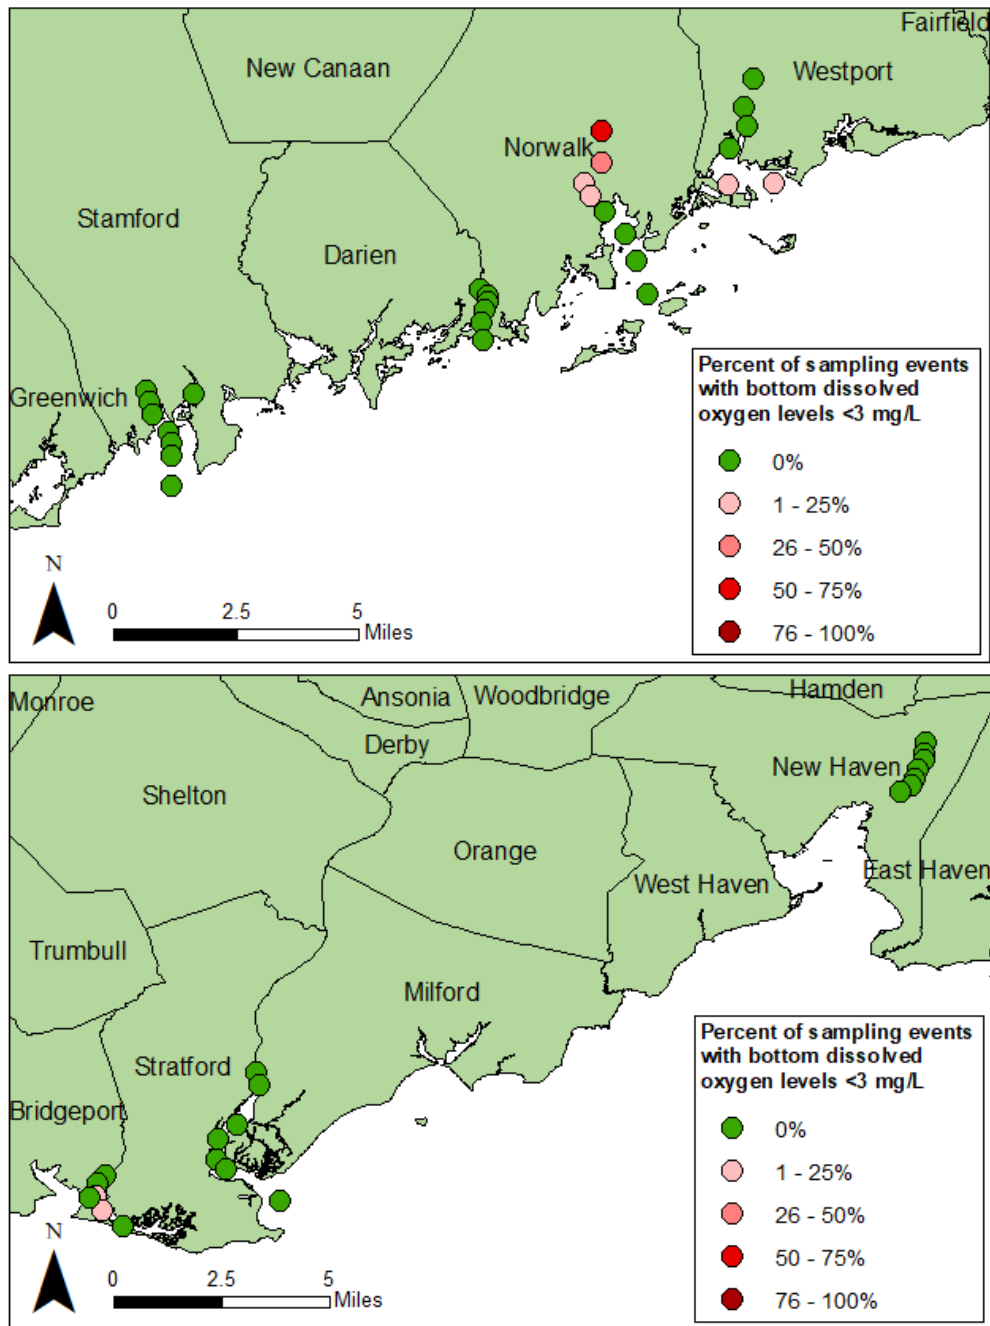 Fairfield
New Canaan
Westport
Norwalk
Stamford
Darien
Greenwich
Percent of sampling events
with bottom dissolved
oxygen levels <3 mg/L
0%
1 - 25%
26 - 50%
50 - 75%
76 - 100%
N
0 2.5 5
Miles
Monroe
Ansonia
Woodbridge
Hamden
Derby
New Haven
Shelton
Orange
West Haven
East Haven
Trumbull
Milford
Stratford
Bridgeport
Percent of sampling events
with bottom dissolved
oxygen levels <3 mg/L
0%
1 - 25%
26 - 50%
50 - 75%
76 - 100%
N
0 2.5 5
Miles